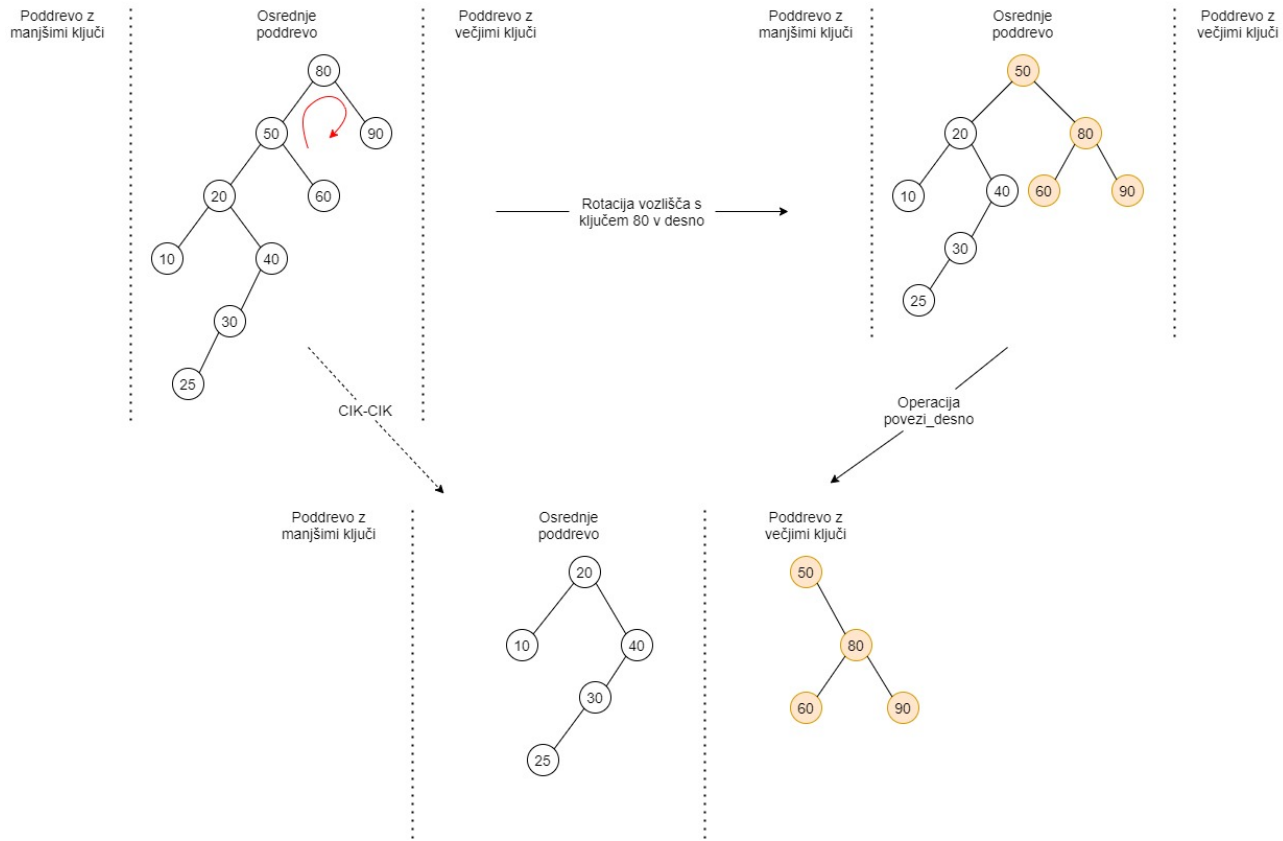 Poddrevo z
manjšimi ključi
Osrednje
poddrevo
Poddrevo z
večjimi ključi
80
50
90
20
60
10
40
30
25
Rotacija vozlišča s
ključem 80 v desno
Poddrevo z
manjšimi ključi
Osrednje
poddrevo
Poddrevo z
večjimi ključi
50
20
80
10
40
60
90
30
25
CIK-CIK
Operacija
povezi_desno
Poddrevo z
manjšimi ključi
Osrednje
poddrevo
Poddrevo z
večjimi ključi
20
10
40
30
25
50
80
60
90